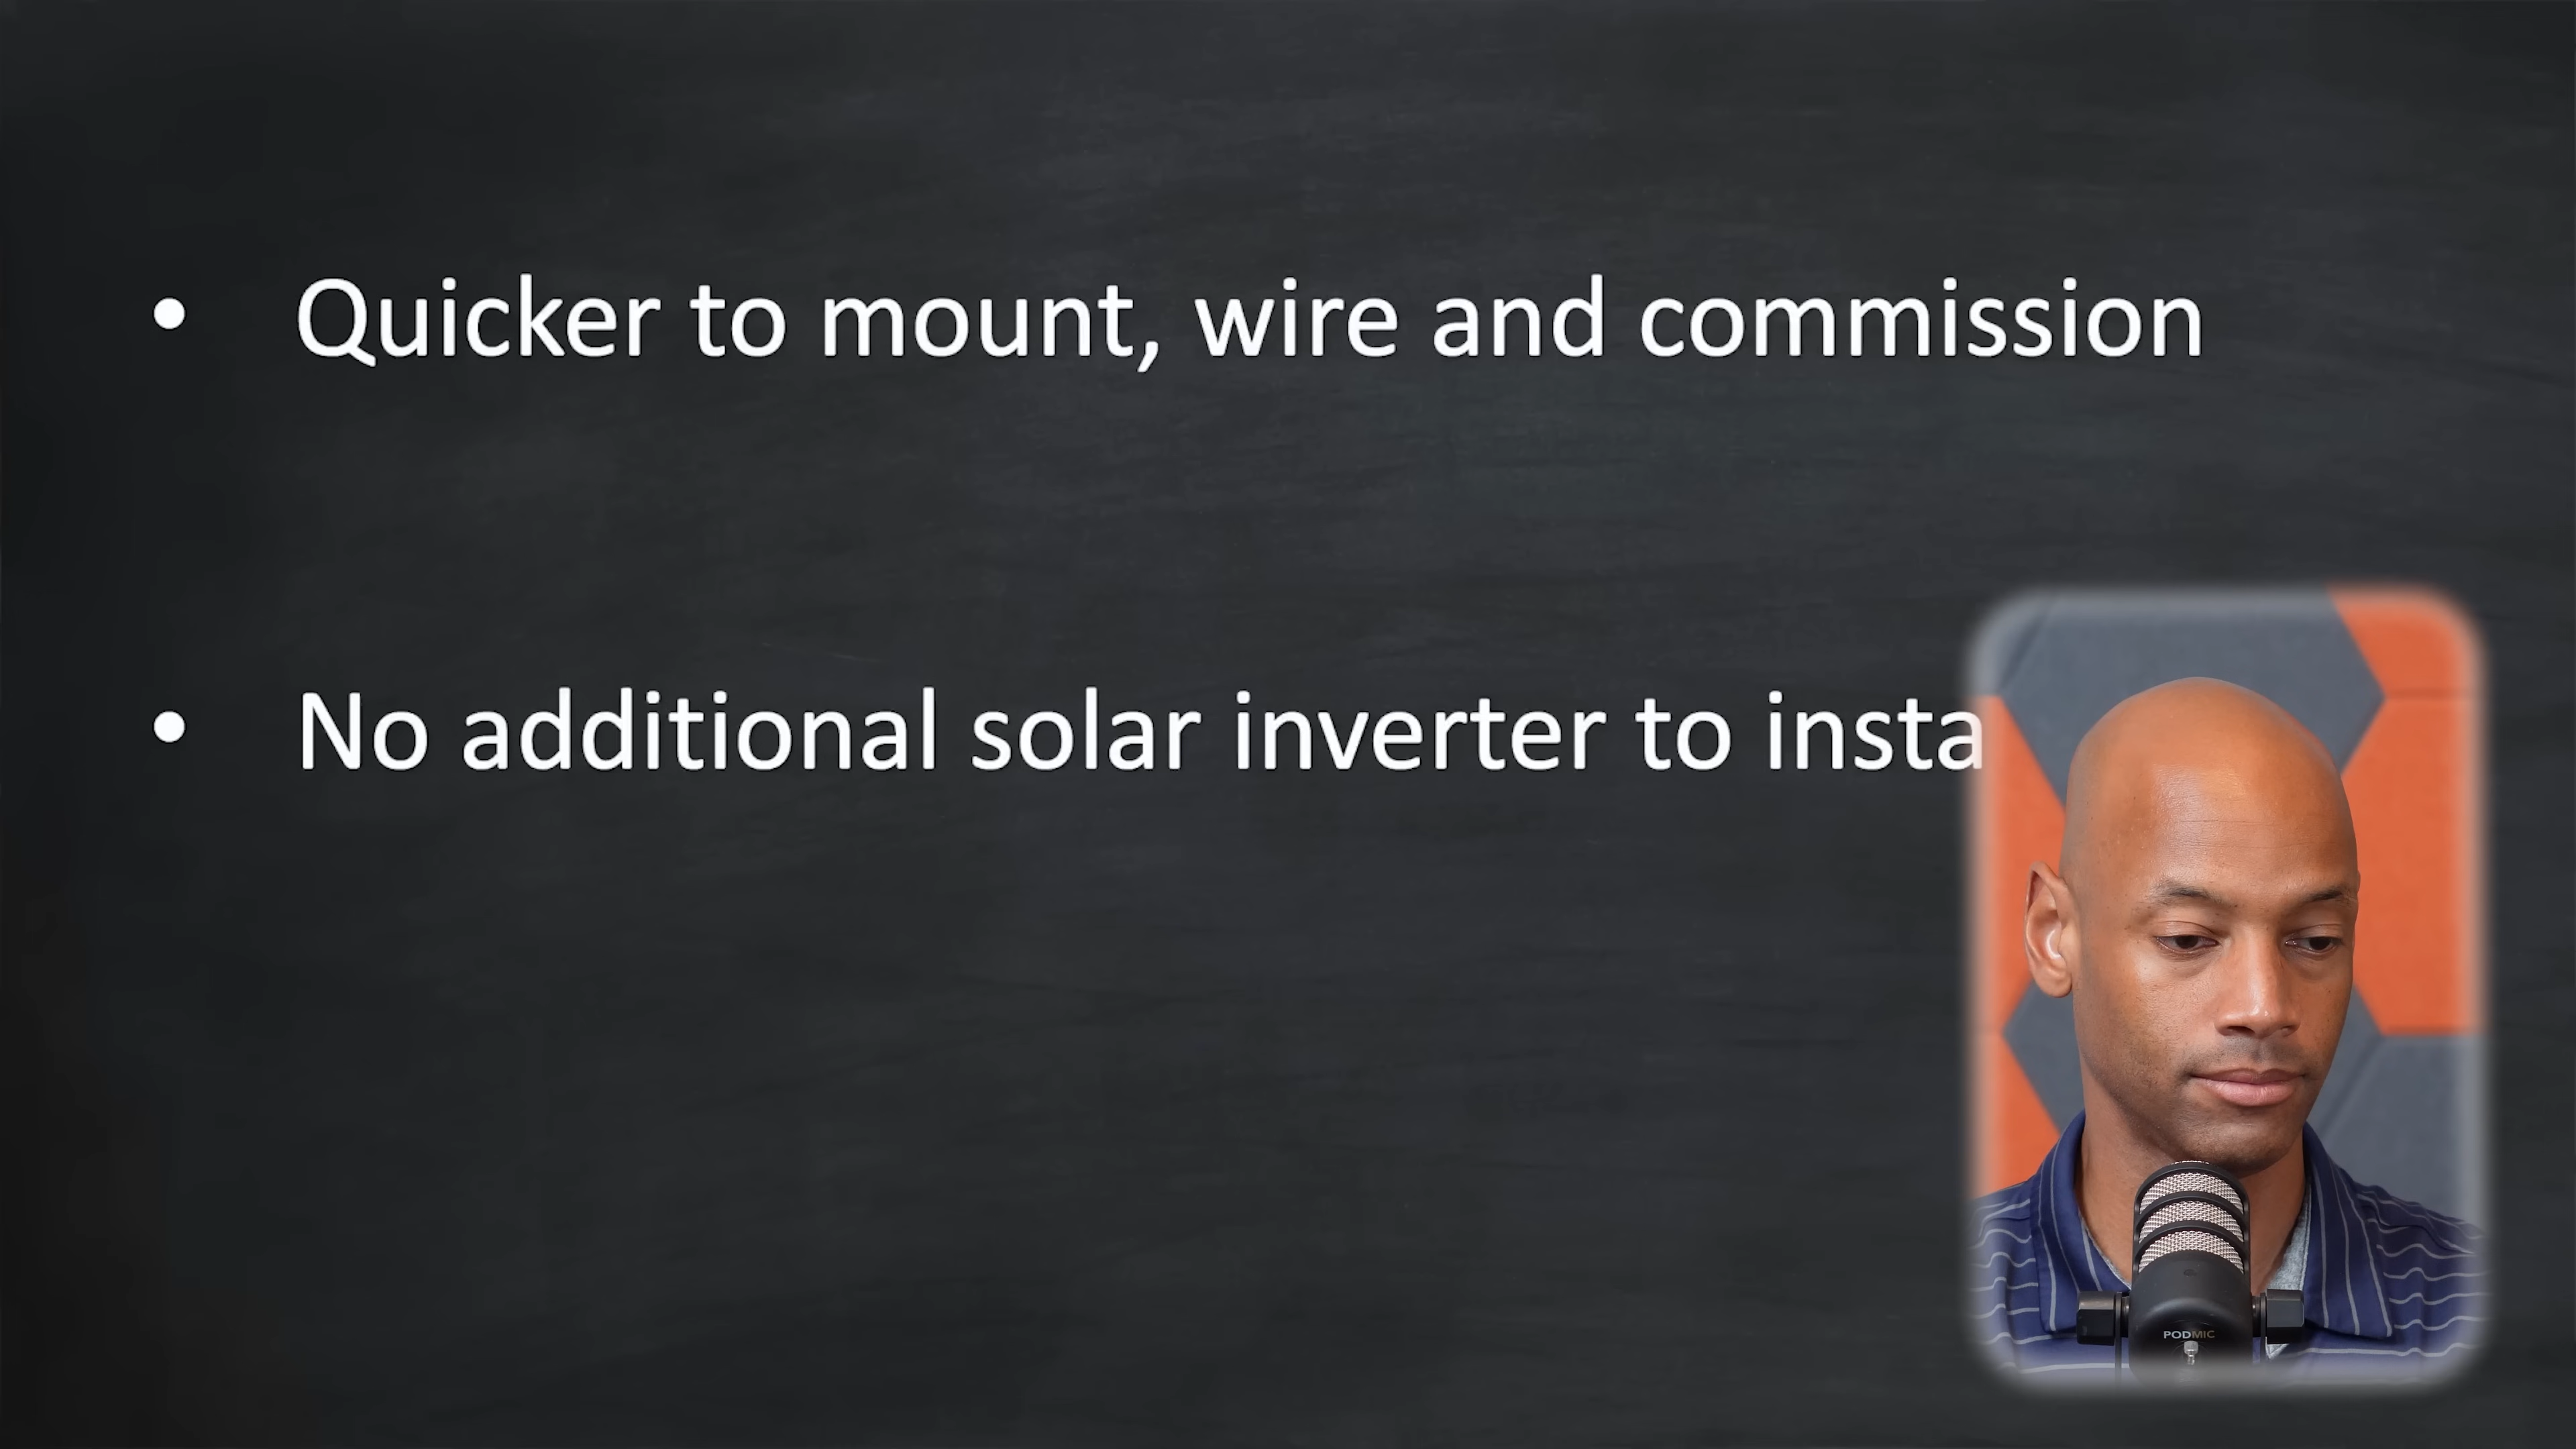 • Quicker to mount, wire and commission
• No additional solar inverter to insta
PODMIC